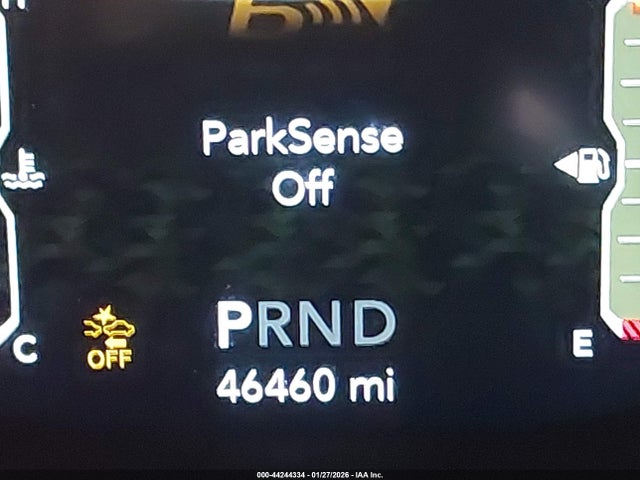 ParkSense
Off
PRND
C
OFF
E
46460 mi
000-44244334 - 01/27/2026 - IAA Inc.